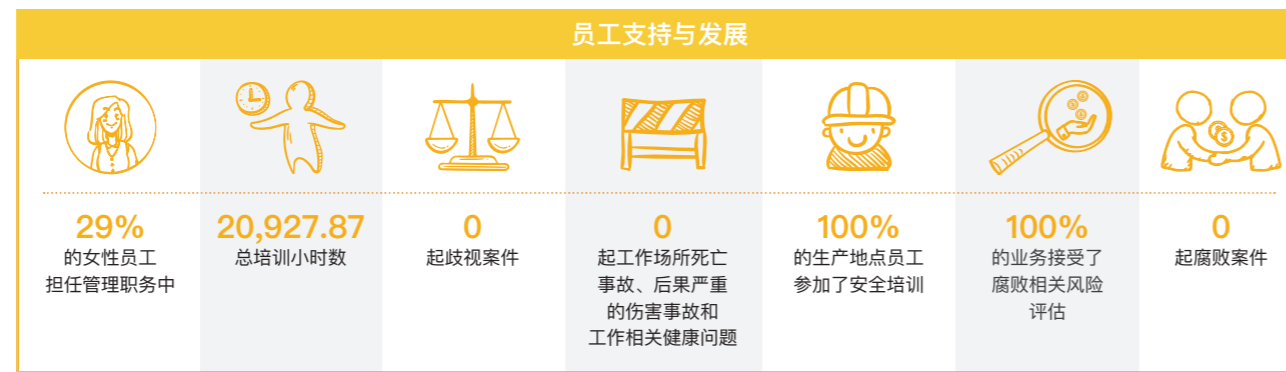 员工支持与发展
29%
的女性员工
担任管理职务中
20,927.87
总培训小时数
0
起歧视案件
0
起工作场所死亡
事故、后果严重
的伤害事故和
工作相关健康问题
100%
的生产地点员工
参加了安全培训
100%
的业务接受了
腐败相关风险
评估
0
起腐败案件